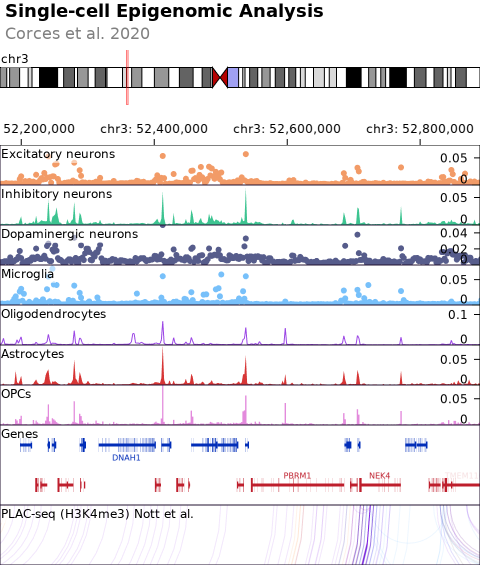 Single-cell Epigenomic Analysis
Corces et al. 2020
chr3
52,200,000 chr3: 52,400,000 chr3: 52,600,000 chr3: 52,800,000
Excitatory neurons 0.05
0
Inhibitory neurons 0.05
0
Dopaminergic neurons 0.04
0.02
0
Microglia 0.05
0
Oligodendrocytes 0.1
0
Astrocytes 0.05
0
OPCs 0.05
0
Genes
DNAH1
PBRM1 NEK4
PLAC-seq (H3K4me3) Nott et al.